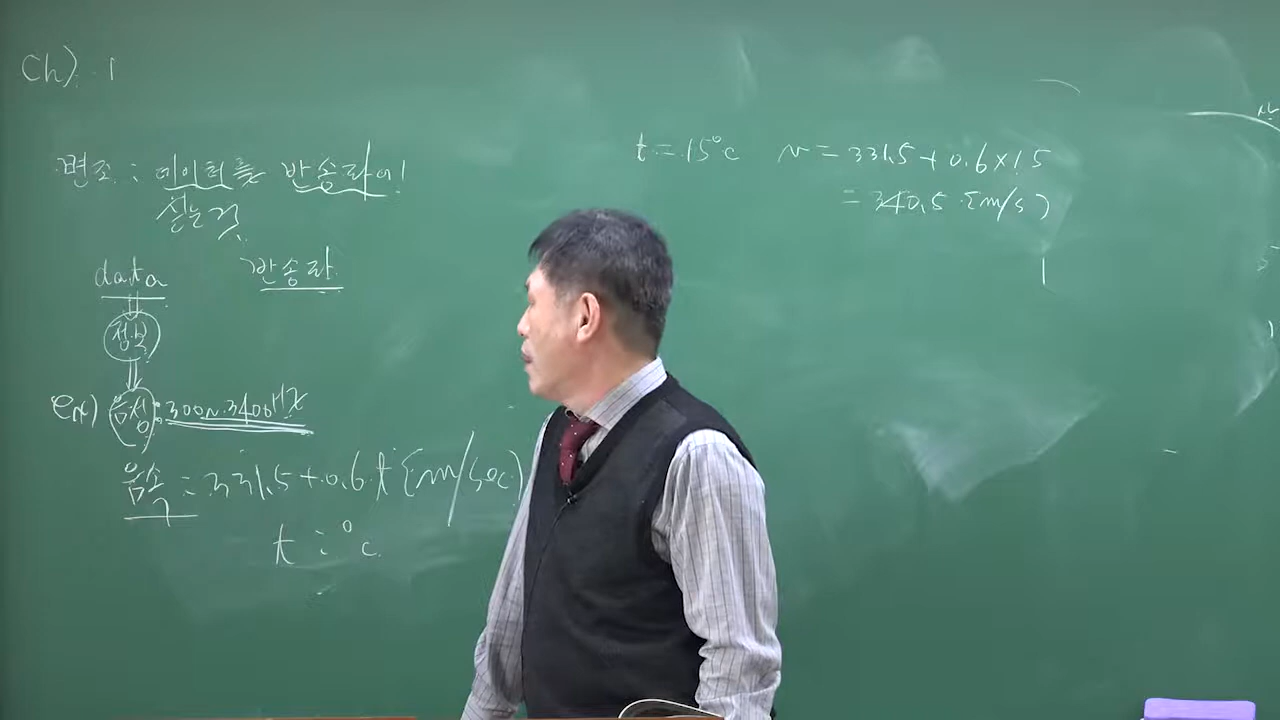 Ch) . 1
변조 : 데이터를 반송파에
싣는것
data 반송파
정보
ex) 음성 : 300~3400Hz
음속 = 331.5 + 0.6 t [m/sec]
t : °c
t = 15°c v = 331.5 + 0.6 × 15
= 340.5 [m/s]